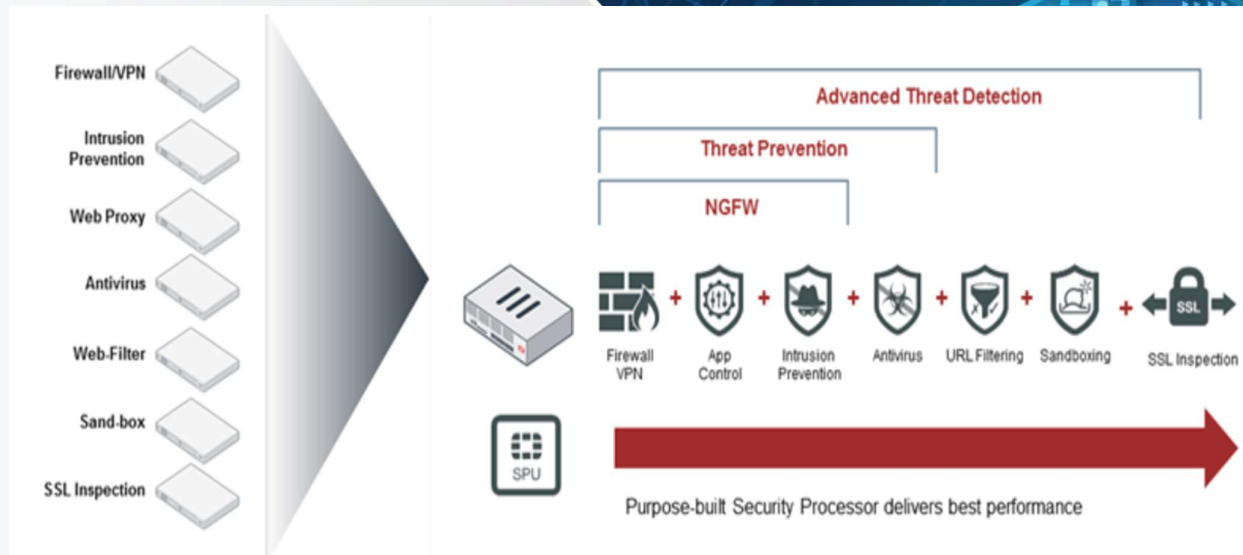 Firewall/VPN
Intrusion
Prevention
Web Proxy
Antivirus
Web-Filter
Sand-box
SSL Inspection
Advanced Threat Detection
Threat Prevention
NGFW
SSL
Firewall
VPN
App
Control
Intrusion
Prevention
Antivirus
URL Filtering
Sandboxing
SSL Inspection
SPU
Purpose-built Security Processor delivers best performance